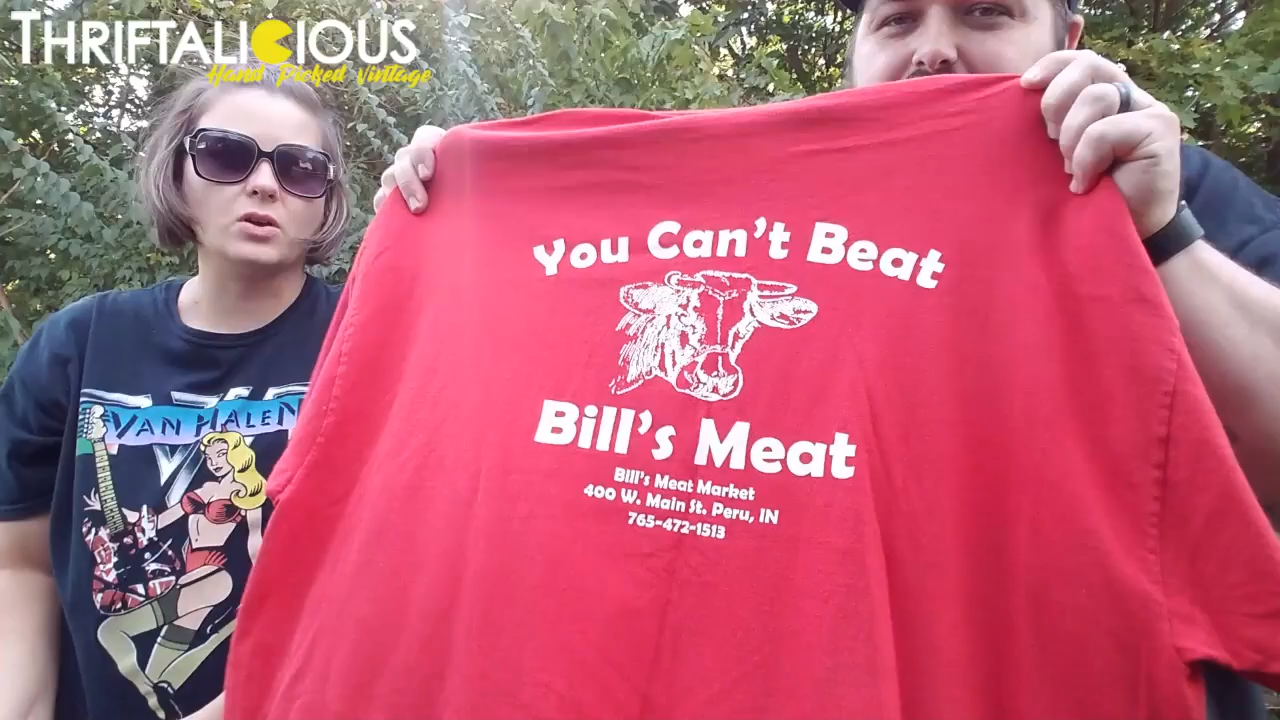 THRIFTALICIOUS
Hand Picked Vintage
VAN HALEN
You Can't Beat
Bill's Meat
Bill's Meat Market
400 W. Main St. Peru, IN
765-472-1513